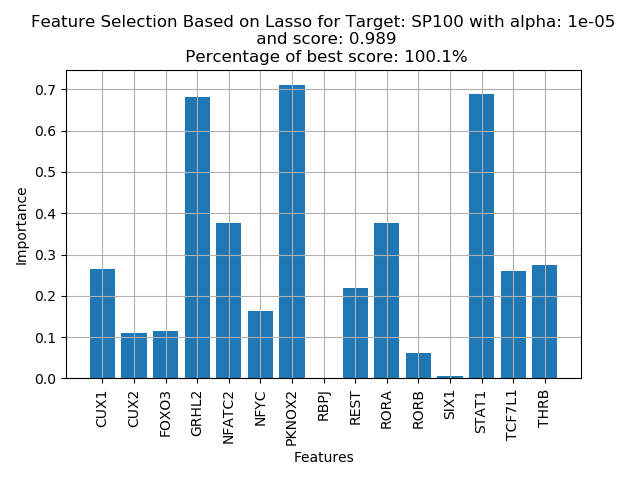 Feature Selection Based on Lasso for Target: SP100 with alpha: 1e-05
and score: 0.989
Percentage of best score: 100.1%
Importance
0.7
0.6
0.5
0.4
0.3
0.2
0.1
0.0
CUX1
CUX2
FOXO3
GRHL2
NFATC2
NFYC
PKNOX2
RBPJ
REST
RORA
RORB
SIX1
STAT1
TCF7L1
THRB
Features